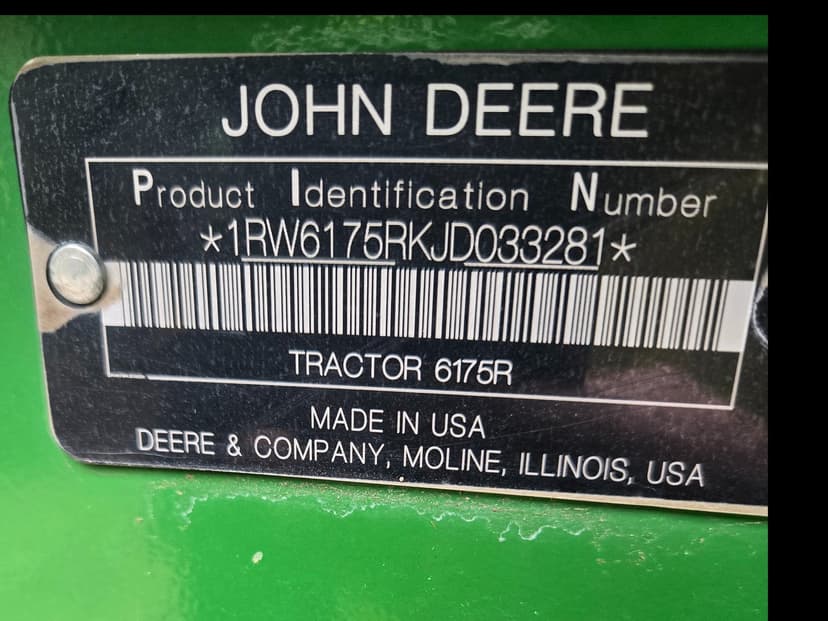 JOHN DEERE
Product Identification Number
*1RW6175RKJD033281*
TRACTOR 6175R
MADE IN USA
DEERE & COMPANY, MOLINE, ILLINOIS, USA